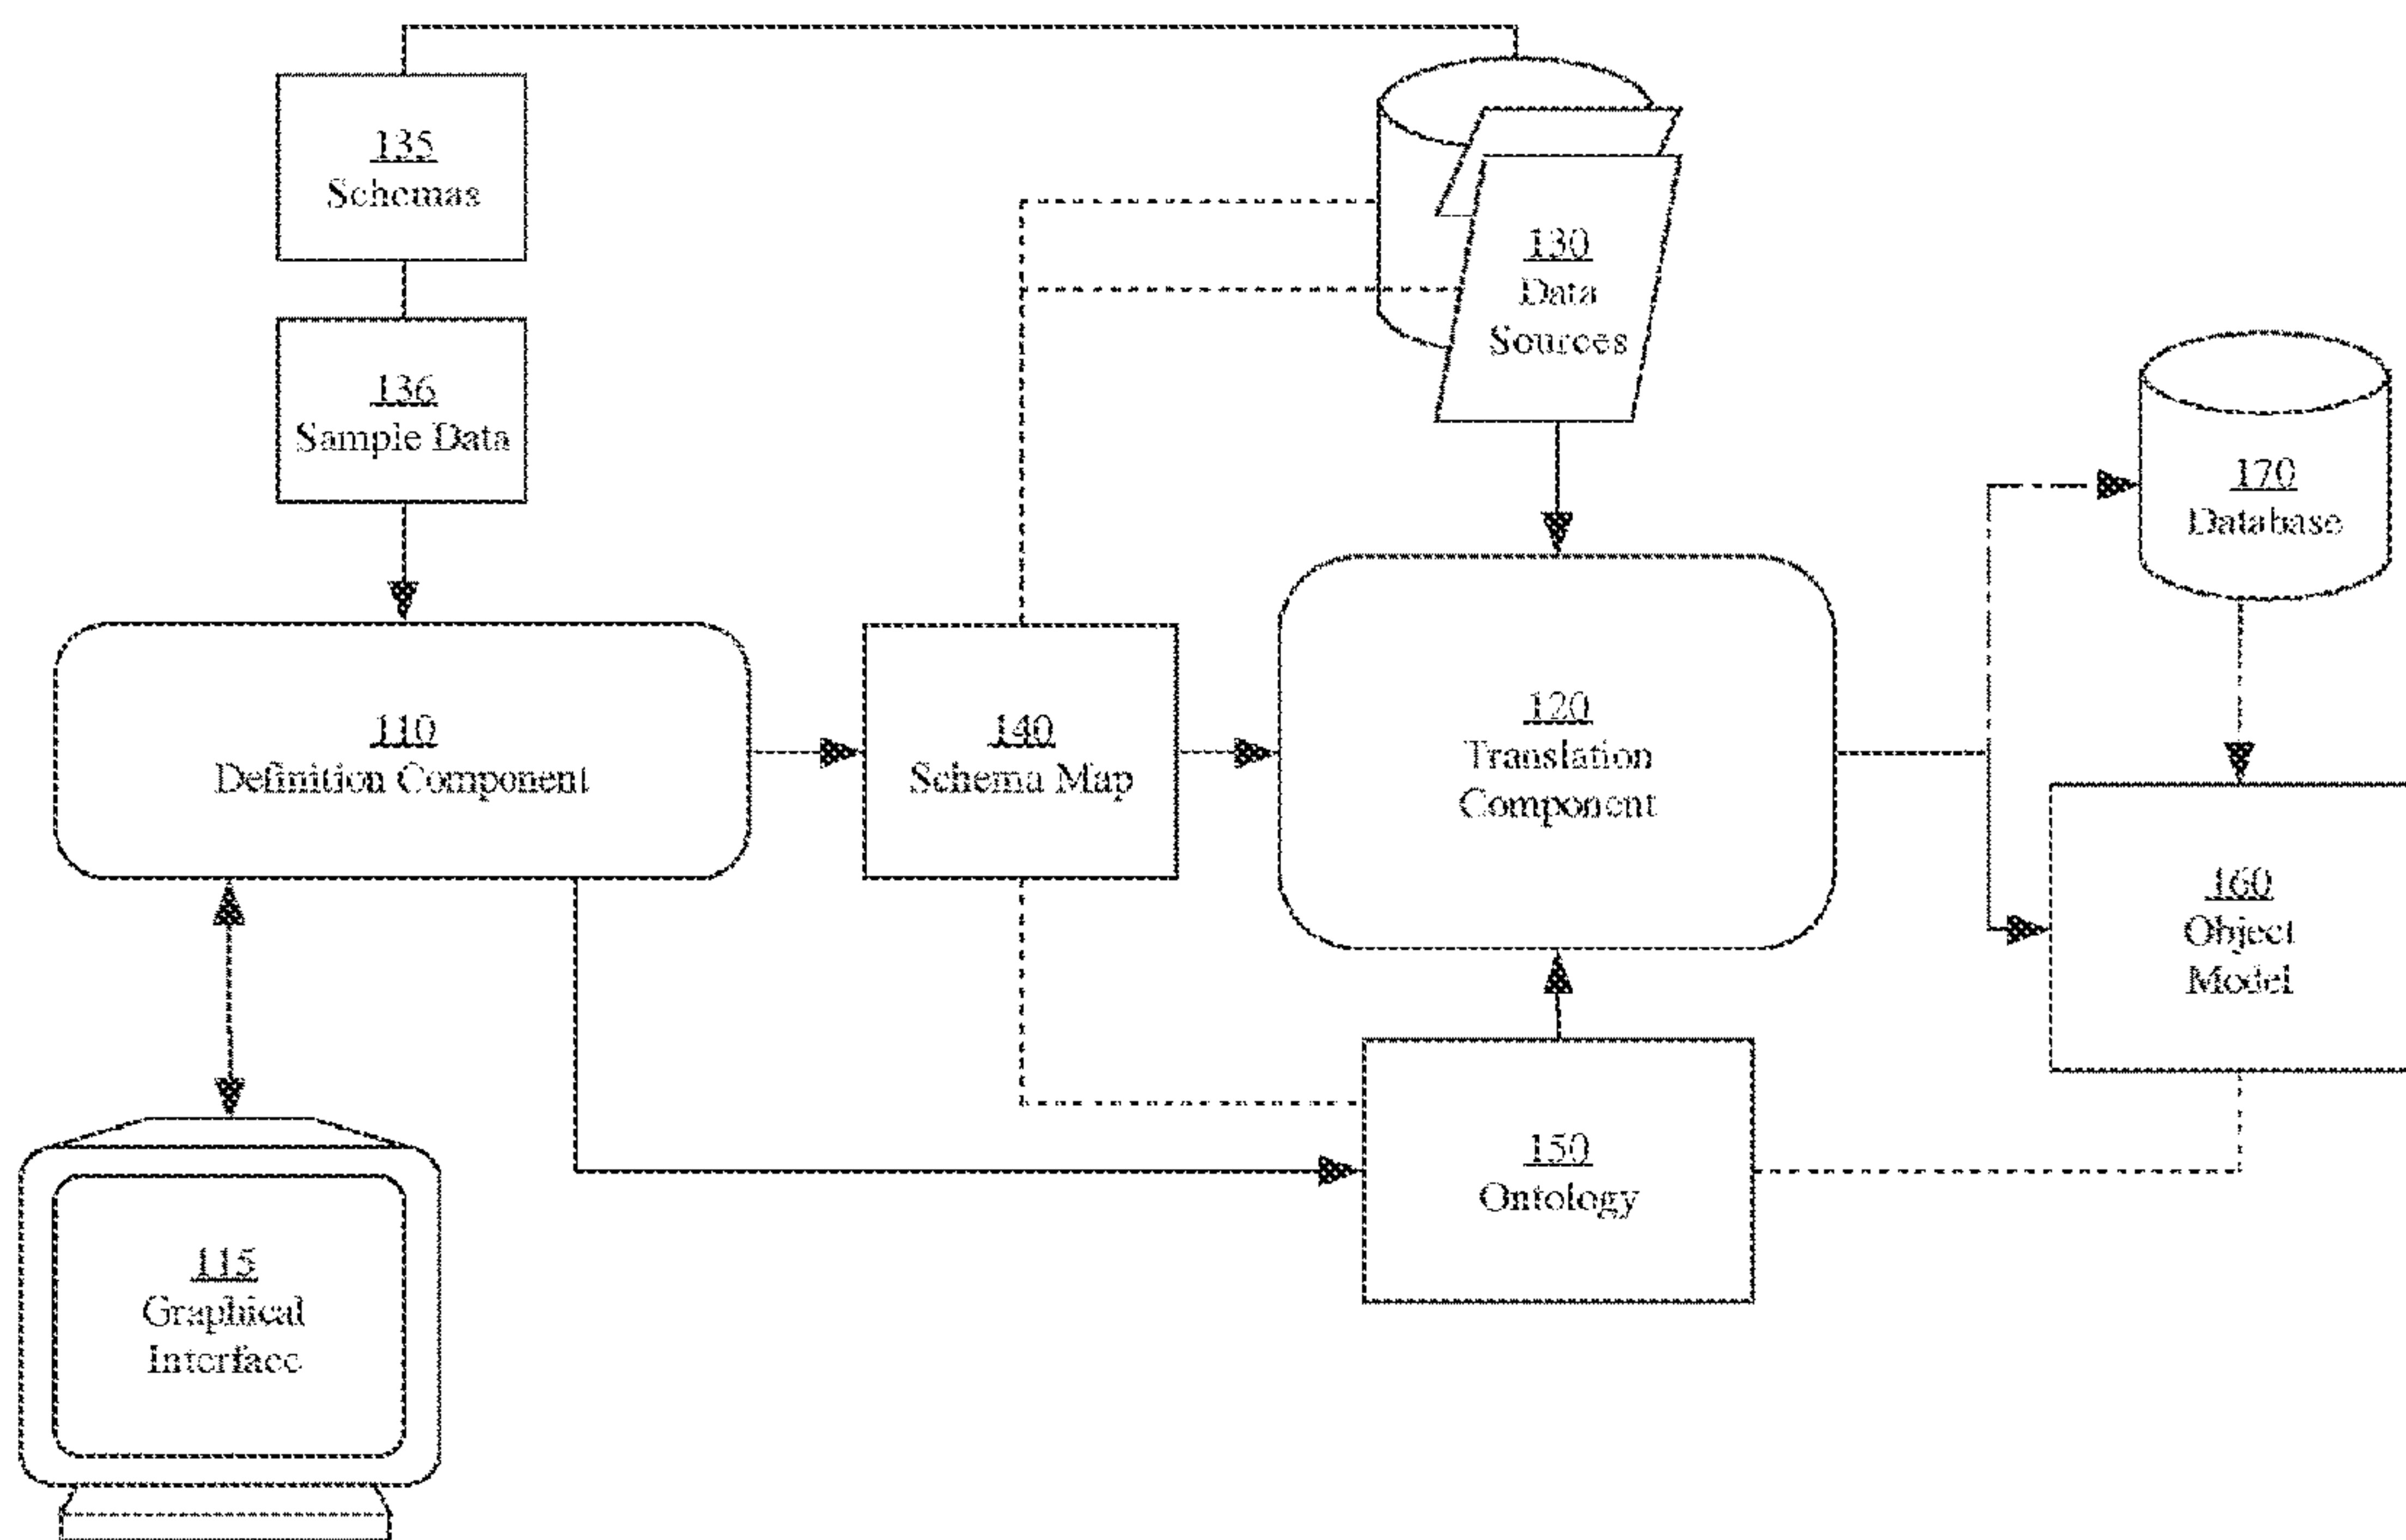 135
Schemas
130
Data
Sources
136
Sample Data
170
Database
110
Definition Component
140
Schema Map
120
Translation
Component
160
Object
Model
150
Ontology
115
Graphical
Interface